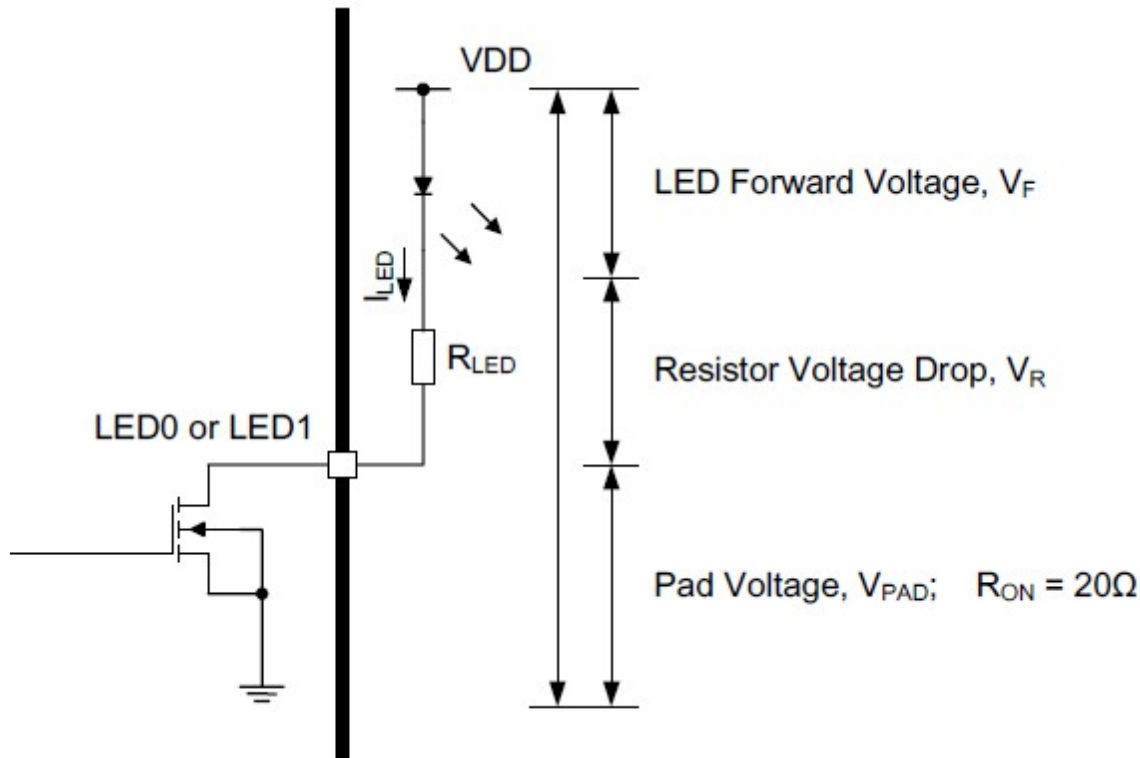 VDD
LED Forward Voltage, VF
ILED
RLED
Resistor Voltage Drop, VR
LED0 or LED1
Pad Voltage, VPAD; RON = 20Ω